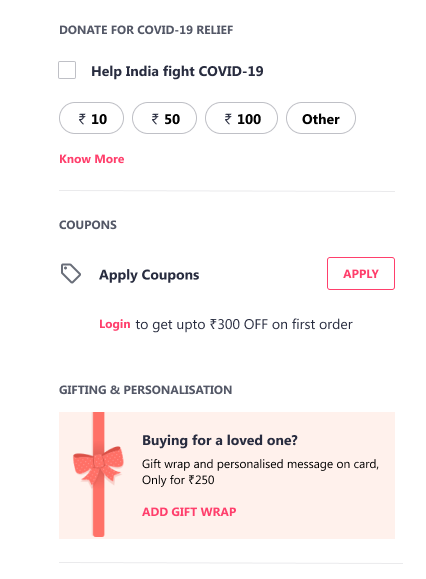 DONATE FOR COVID-19 RELIEF
Help India fight COVID-19
₹ 10 ₹ 50 ₹ 100 Other
Know More
COUPONS
Apply Coupons APPLY
Login to get upto ₹300 OFF on first order
GIFTING & PERSONALISATION
Buying for a loved one?
Gift wrap and personalised message on card,
Only for ₹250
ADD GIFT WRAP